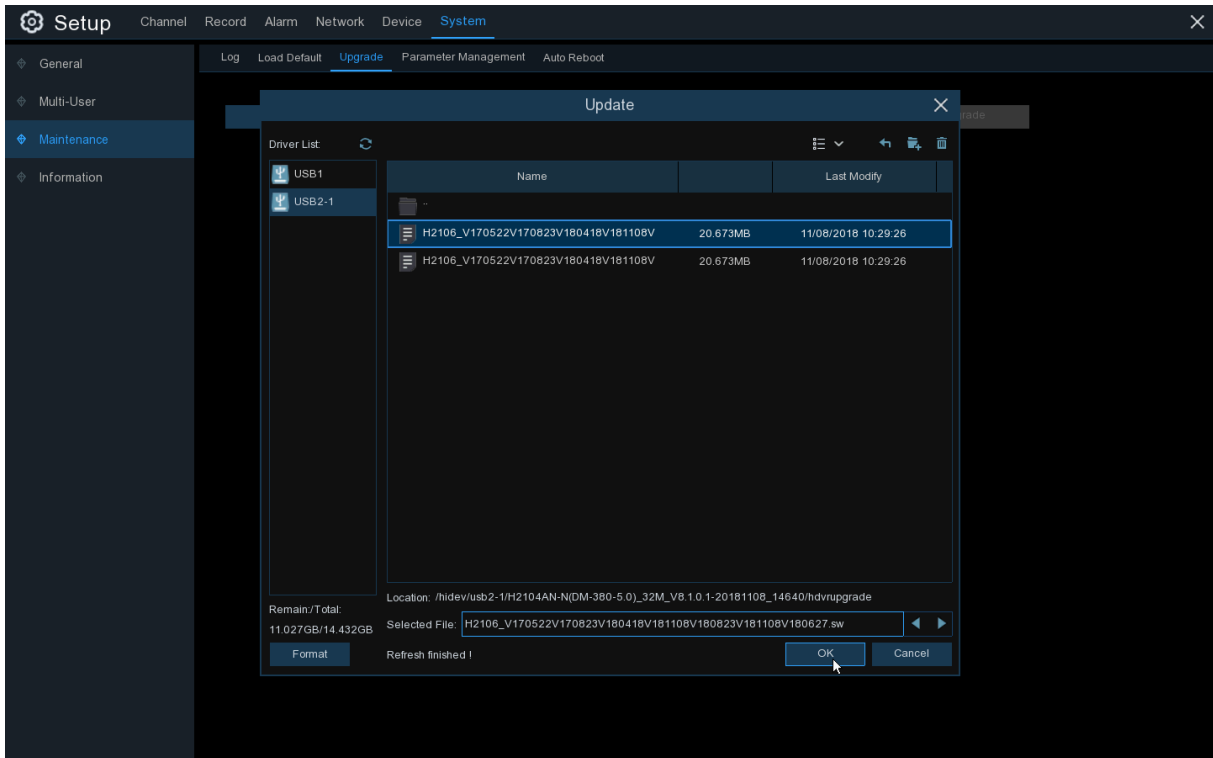 Setup Channel Record Alarm Network Device System
General
Multi-User
Maintenance
Information
Log Load Default Upgrade Parameter Management Auto Reboot
Update
rade
Driver List:
USB1
USB2-1
Name Last Modify
..
H2106_V170522V170823V180418V181108V 20.673MB 11/08/2018 10:29:26
H2106_V170522V170823V180418V181108V 20.673MB 11/08/2018 10:29:26
Remain:/Total:
11.027GB/14.432GB
Format
Location: /hidev/usb2-1/H2104AN-N(DM-380-5.0)_32M_V8.1.0.1-20181108_14640/hdvrupgrade
Selected File: H2106_V170522V170823V180418V181108V180823V181108V180627.sw
Refresh finished !
OK Cancel